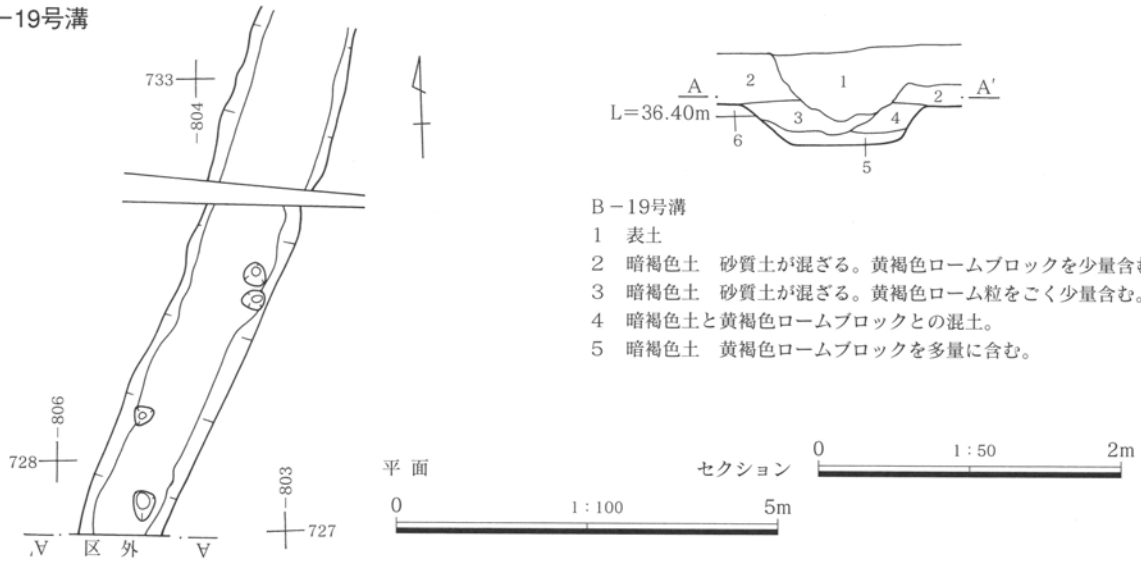 -19号溝
733
-804
A
A′
L=36.40m
1
2
2
3
4
5
6
B-19号溝
1 表土
2 暗褐色土 砂質土が混ざる。黄褐色ロームブロックを少量含む
3 暗褐色土 砂質土が混ざる。黄褐色ローム粒をごく少量含む。
4 暗褐色土と黄褐色ロームブロックとの混土。
5 暗褐色土 黄褐色ロームブロックを多量に含む。
-806
728
-803
727
平面
0 1:100 5m
セクション
0 1:50 2m
A′ 区外 A